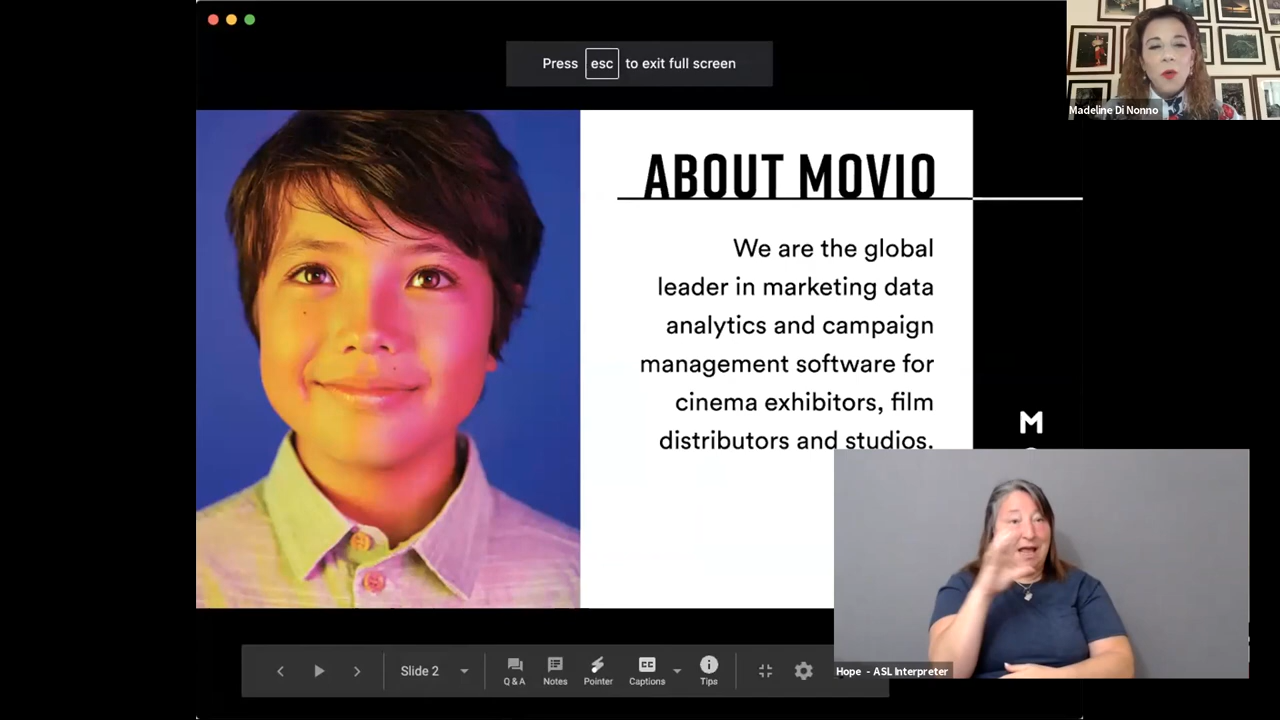 Press esc to exit full screen
Madeline Di Nonno
ABOUT MOVIO
We are the global
leader in marketing data
analytics and campaign
management software for
cinema exhibitors, film
distributors and studios.
M
Hope - ASL Interpreter
Slide 2
Q & A
Notes
Pointer
CC
Captions
Tips